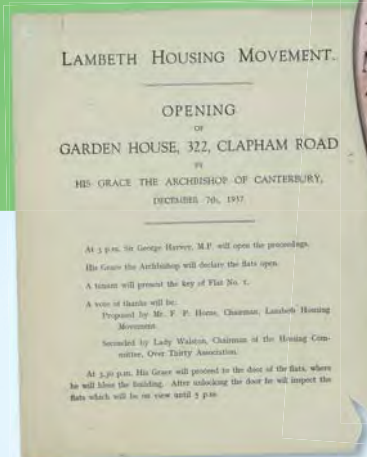 LAMBETH HOUSING MOVEMENT.
OPENING
OF
GARDEN HOUSE, 322, CLAPHAM ROAD
BY
HIS GRACE THE ARCHBISHOP OF CANTERBURY,
DECEMBER 7th, 1937
At 3 p.m. Sir George Harvey, M.P. will open the proceedings.
His Grace the Archbishop will declare the flats open.
A tenant will present the key of Flat No. 1.
A vote of thanks will be:
Proposed by Mr. F. P. Horne, Chairman, Lambeth Housing
Movement.
Seconded by Lady Walston, Chairman of the Housing Com-
mittee, Over Thirty Association.
At 3.30 p.m. His Grace will proceed to the door of the flats, where
he will bless the building. After unlocking the door he will inspect the
flats which will be on view until 5 p.m.